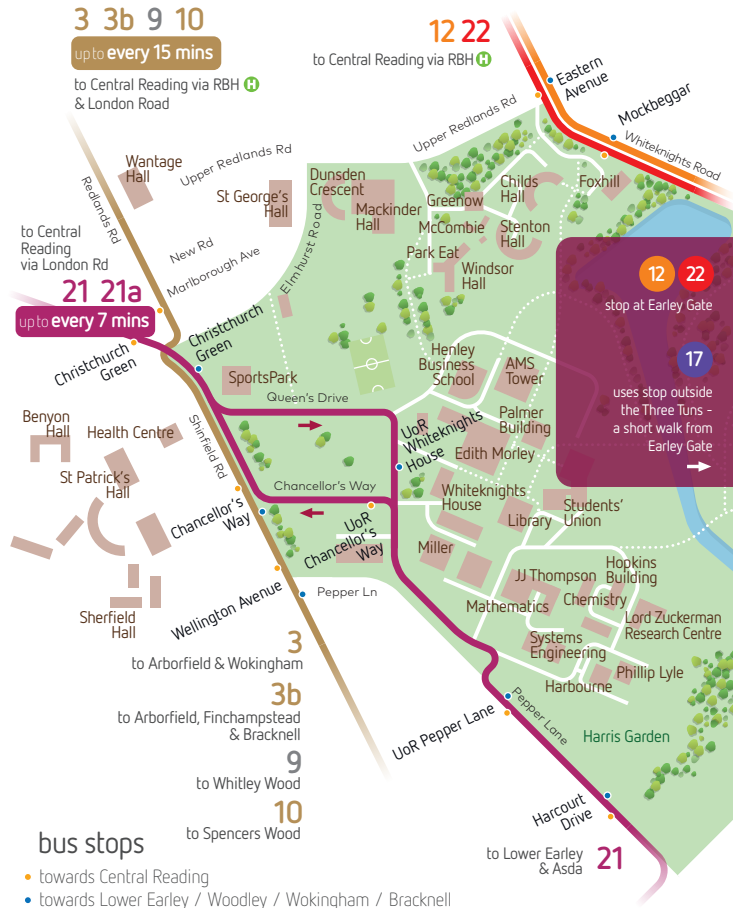 3 3b 9 10
up to every 15 mins
to Central Reading via RBH H
& London Road
12 22
to Central Reading via RBH H
Eastern
Avenue
Mockbeggar
Whiteknights Road
Upper Redlands Rd
Wantage
Hall
Upper Redlands Rd
Redlands Rd
St George's
Hall
Dunsden
Crescent
Mackinder
Hall
Elmhurst Road
Greenow
Childs
Hall
Foxhill
McCombie
Stenton
Hall
Park Eat
Windsor
Hall
New Rd
Marlborough Ave
to Central
Reading
via London Rd
21 21a
up to every 7 mins
Christchurch
Green
Christchurch
Green
12 22
stop at Earley Gate
17
uses stop outside
the Three Tuns –
a short walk from
Earley Gate
SportsPark
Queen's Drive
Henley
Business
School
AMS
Tower
Palmer
Building
UoR
Whiteknights
House
Edith Morley
Benyon
Hall
Health Centre
Shinfield Rd
St Patrick's
Hall
Chancellor's Way
Chancellor's
Way
UoR
Chancellor's
Way
Whiteknights
House
Library
Students'
Union
Miller
JJ Thompson
Hopkins
Building
Mathematics
Chemistry
Lord Zuckerman
Research Centre
Systems
Engineering
Harbourne
Phillip Lyle
Wellington Avenue
Pepper Ln
Sherfield
Hall
3
to Arborfield & Wokingham
3b
to Arborfield, Finchampstead
& Bracknell
9
to Whitley Wood
10
to Spencers Wood
UoR Pepper Lane
Pepper Lane
Harris Garden
Harcourt
Drive
to Lower Earley
& Asda
21
bus stops
towards Central Reading
towards Lower Earley / Woodley / Wokingham / Bracknell